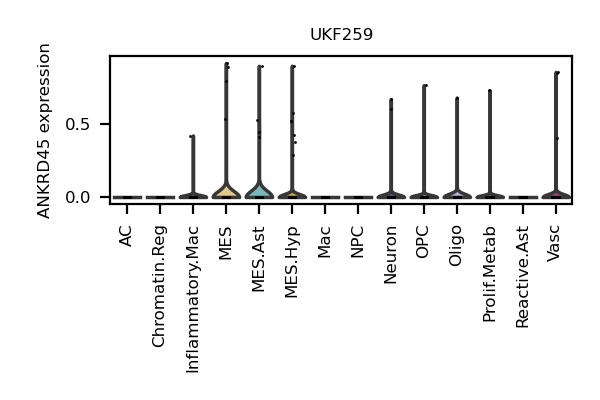 UKF259
ANKRD45 expression
0.5
0.0
AC
Chromatin.Reg
Inflammatory.Mac
MES
MES.Ast
MES.Hyp
Mac
NPC
Neuron
OPC
Oligo
Prolif.Metab
Reactive.Ast
Vasc